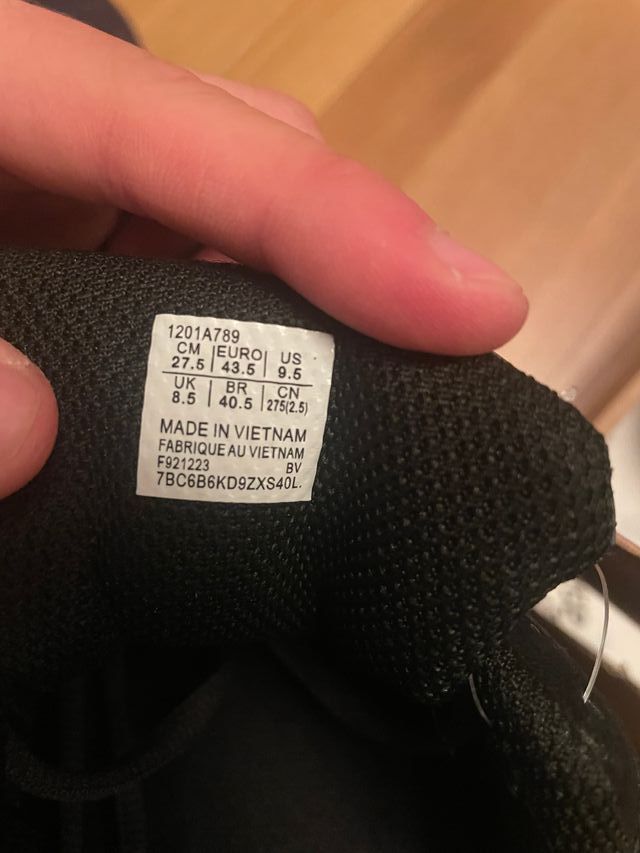 1201A789
CM | EURO | US
27.5 | 43.5 | 9.5
UK | BR | CN
8.5 | 40.5 | 275(2.5)
MADE IN VIETNAM
FABRIQUE AU VIETNAM
F921223 BV
7BC6B6KD9ZXS40L.